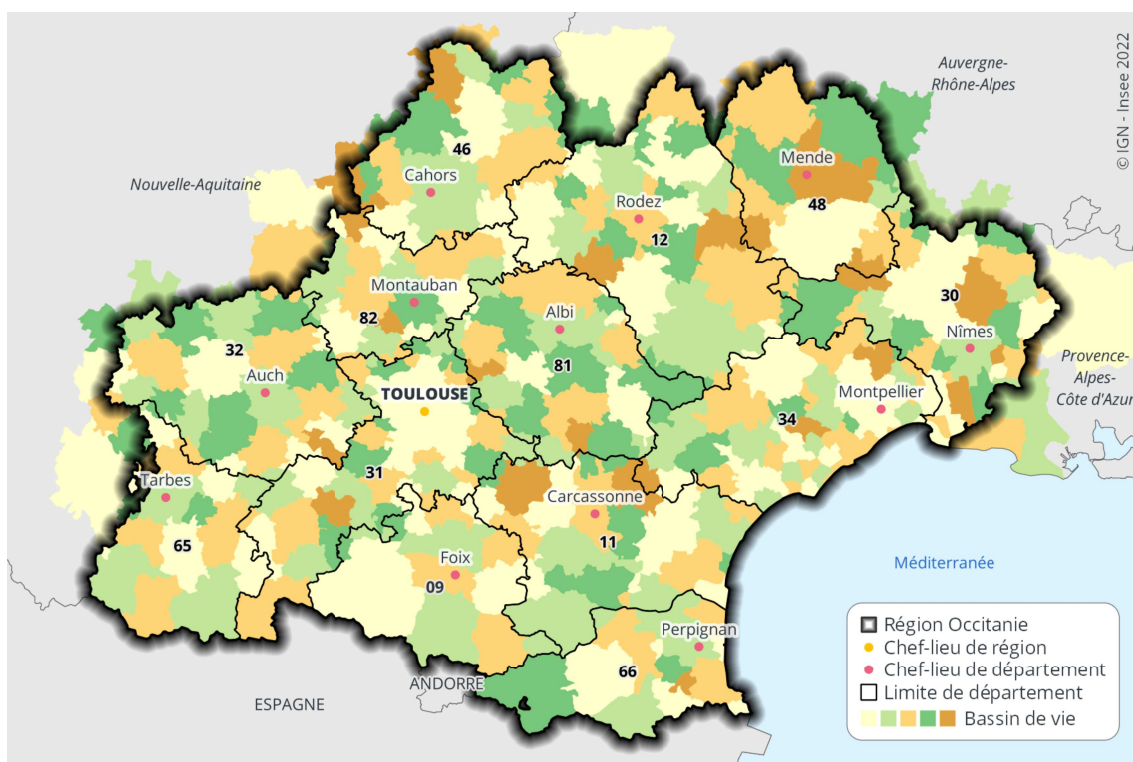 © IGN - Insee 2022
Auvergne-
Rhône-Alpes
Nouvelle-Aquitaine
46
Cahors
Mende
48
Rodez
12
Montauban
82
Albi
81
30
Nîmes
Provence-
Alpes-
Côte d'Azur
32
Auch
TOULOUSE
31
Montpellier
34
Tarbes
65
Carcassonne
11
Foix
09
Méditerranée
Perpignan
66
ANDORRE
ESPAGNE
Région Occitanie
Chef-lieu de région
Chef-lieu de département
Limite de département
Bassin de vie